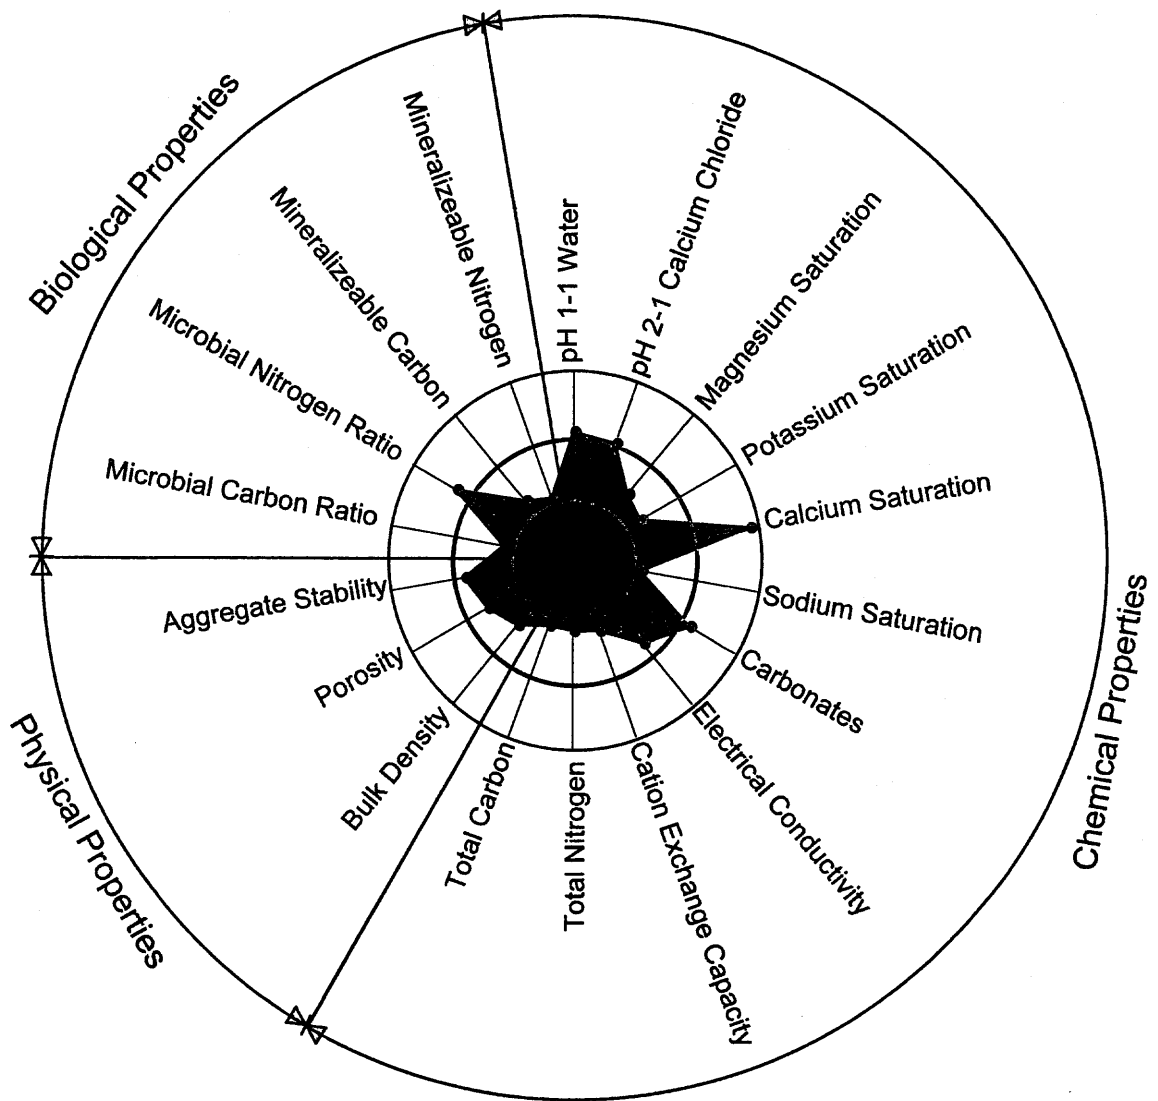 Biological Properties
Mineralizeable Nitrogen
Mineralizeable Carbon
Microbial Nitrogen Ratio
Microbial Carbon Ratio
pH 1-1 Water
pH 2-1 Calcium Chloride
Magnesium Saturation
Potassium Saturation
Calcium Saturation
Sodium Saturation
Carbonates
Electrical Conductivity
Cation Exchange Capacity
Total Nitrogen
Total Carbon
Chemical Properties
Bulk Density
Porosity
Aggregate Stability
Physical Properties